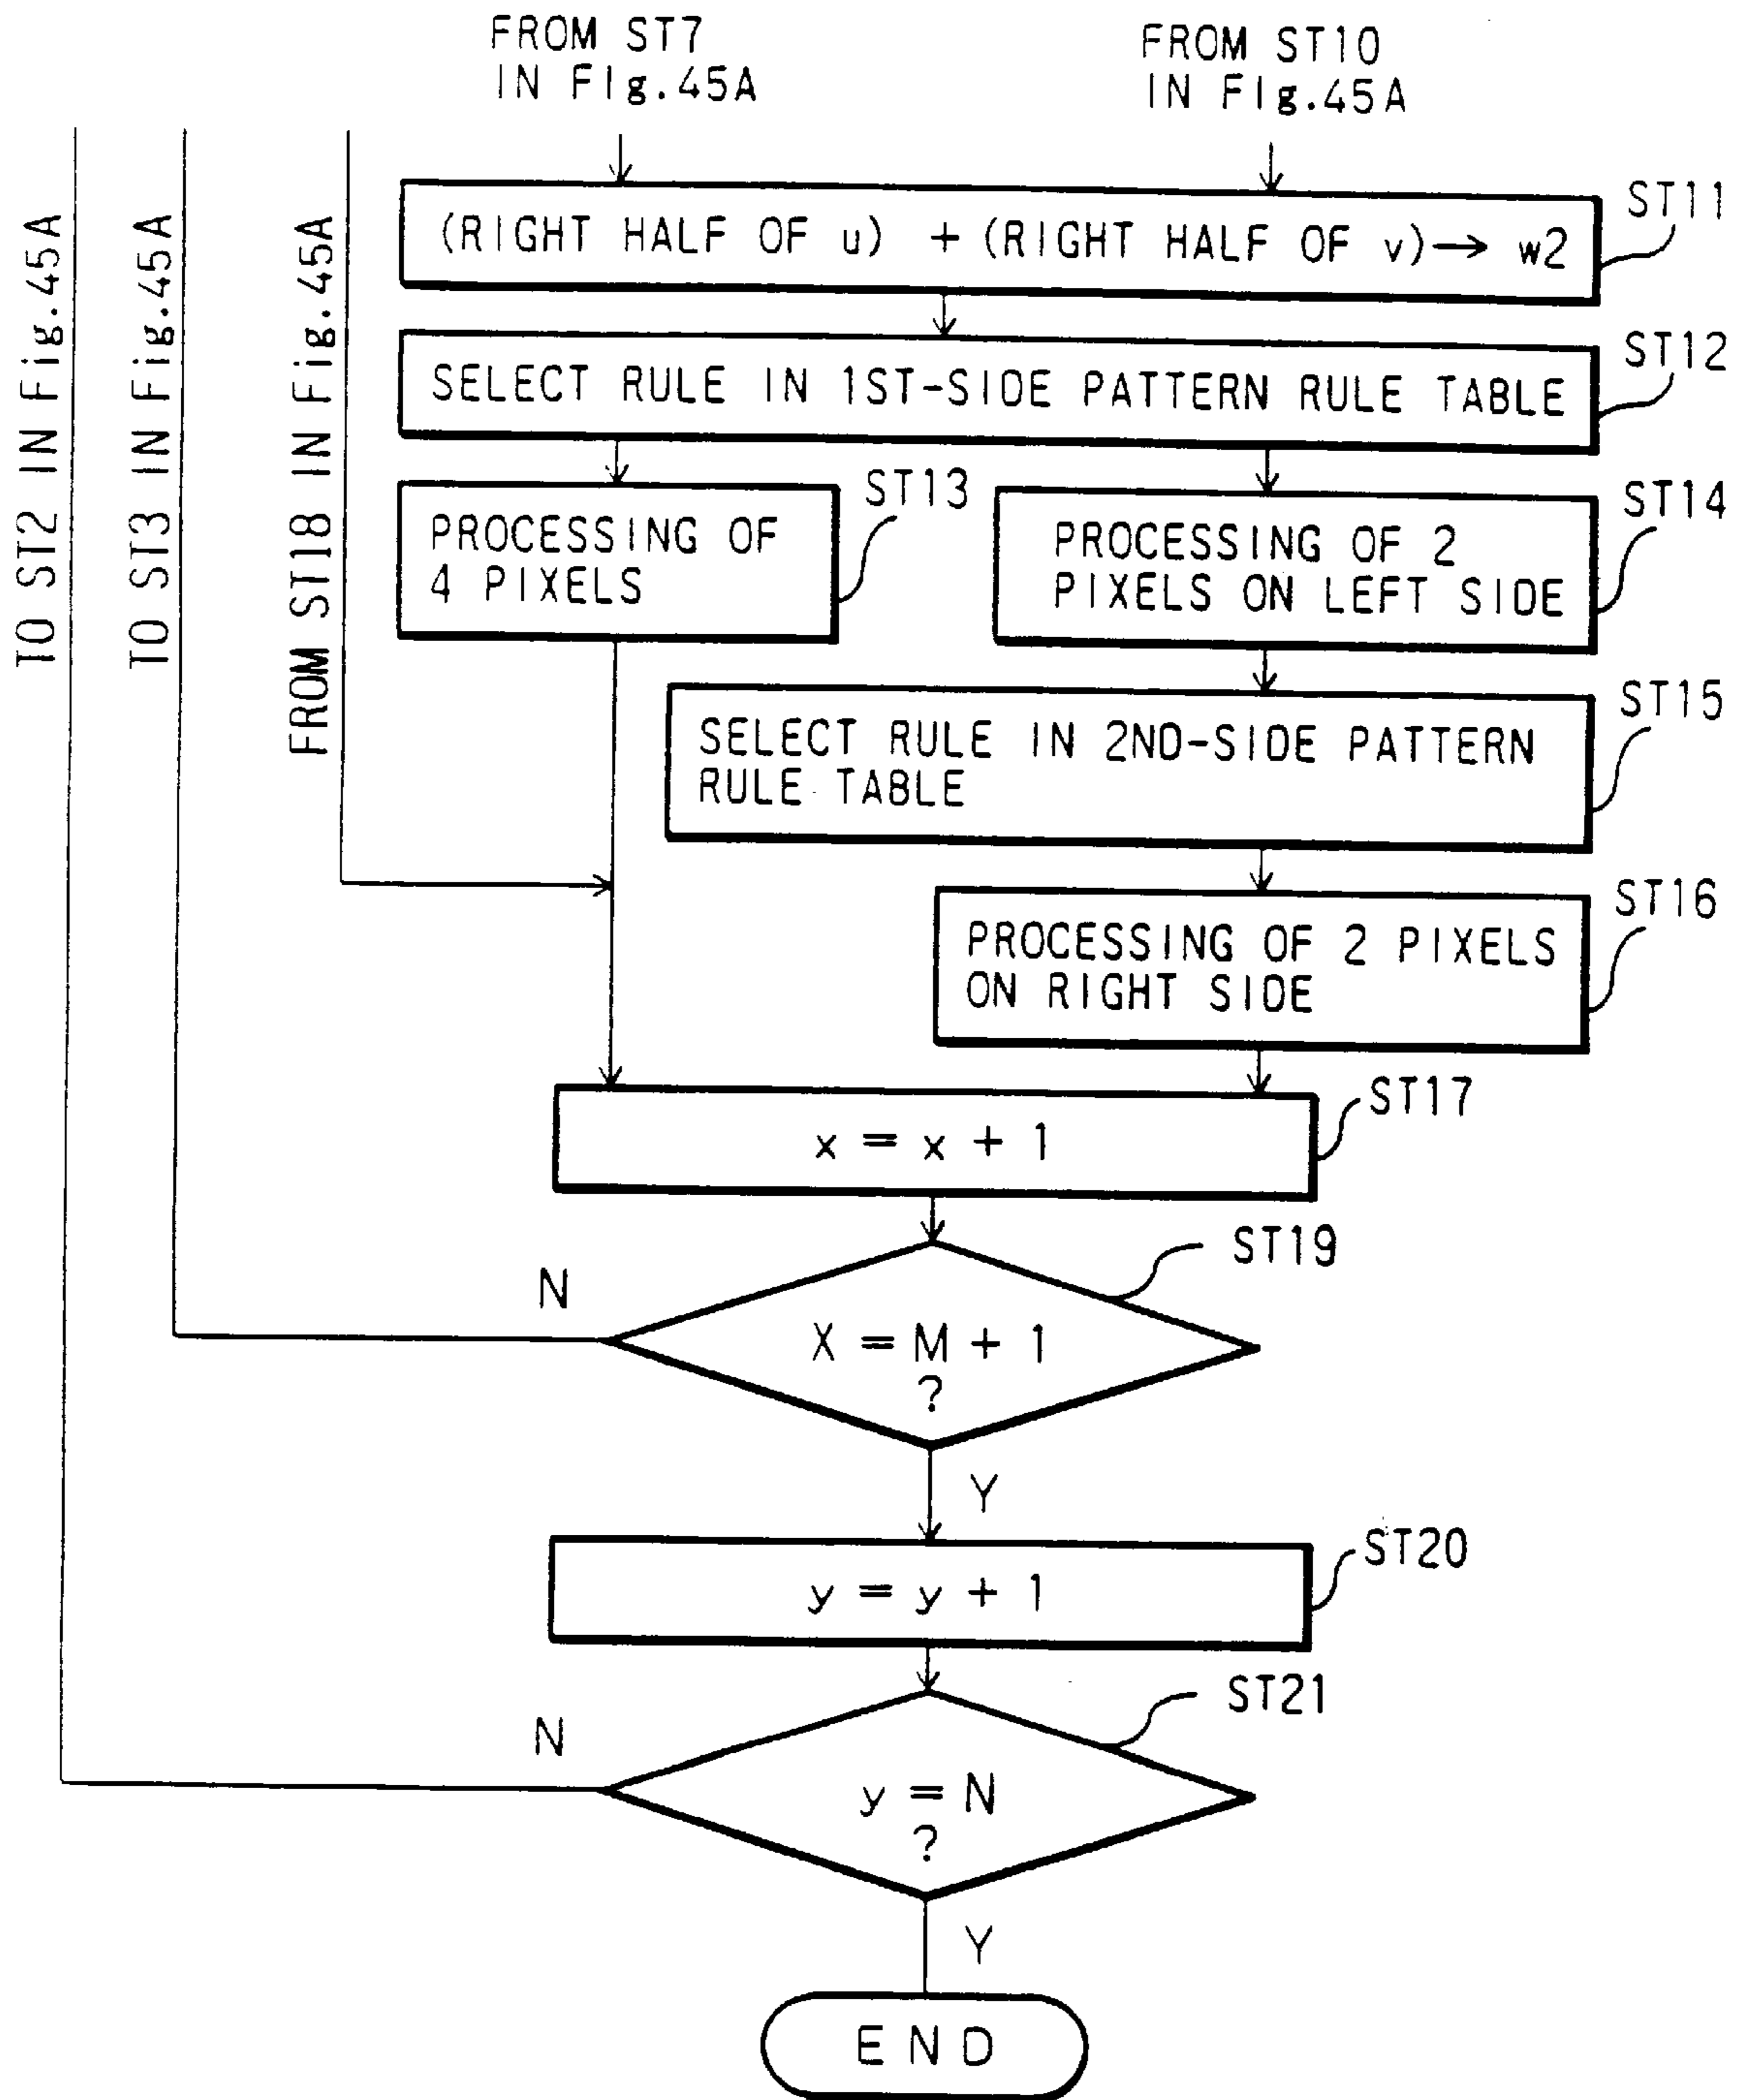 FROM ST7
IN FIg.45A
FROM ST10
IN FIg.45A
TO ST2 IN Fig.45A
TO ST3 IN Fig.45A
FROM ST18 IN Fig.45A
(RIGHT HALF OF u) + (RIGHT HALF OF v) → w2
ST11
SELECT RULE IN 1ST-SIDE PATTERN RULE TABLE
ST12
PROCESSING OF
4 PIXELS
ST13
PROCESSING OF 2
PIXELS ON LEFT SIDE
ST14
SELECT RULE IN 2ND-SIDE PATTERN
RULE TABLE
ST15
PROCESSING OF 2 PIXELS
ON RIGHT SIDE
ST16
x = x + 1
ST17
X = M + 1
?
ST19
N
Y
y = y + 1
ST20
y = N
?
ST21
N
Y
END